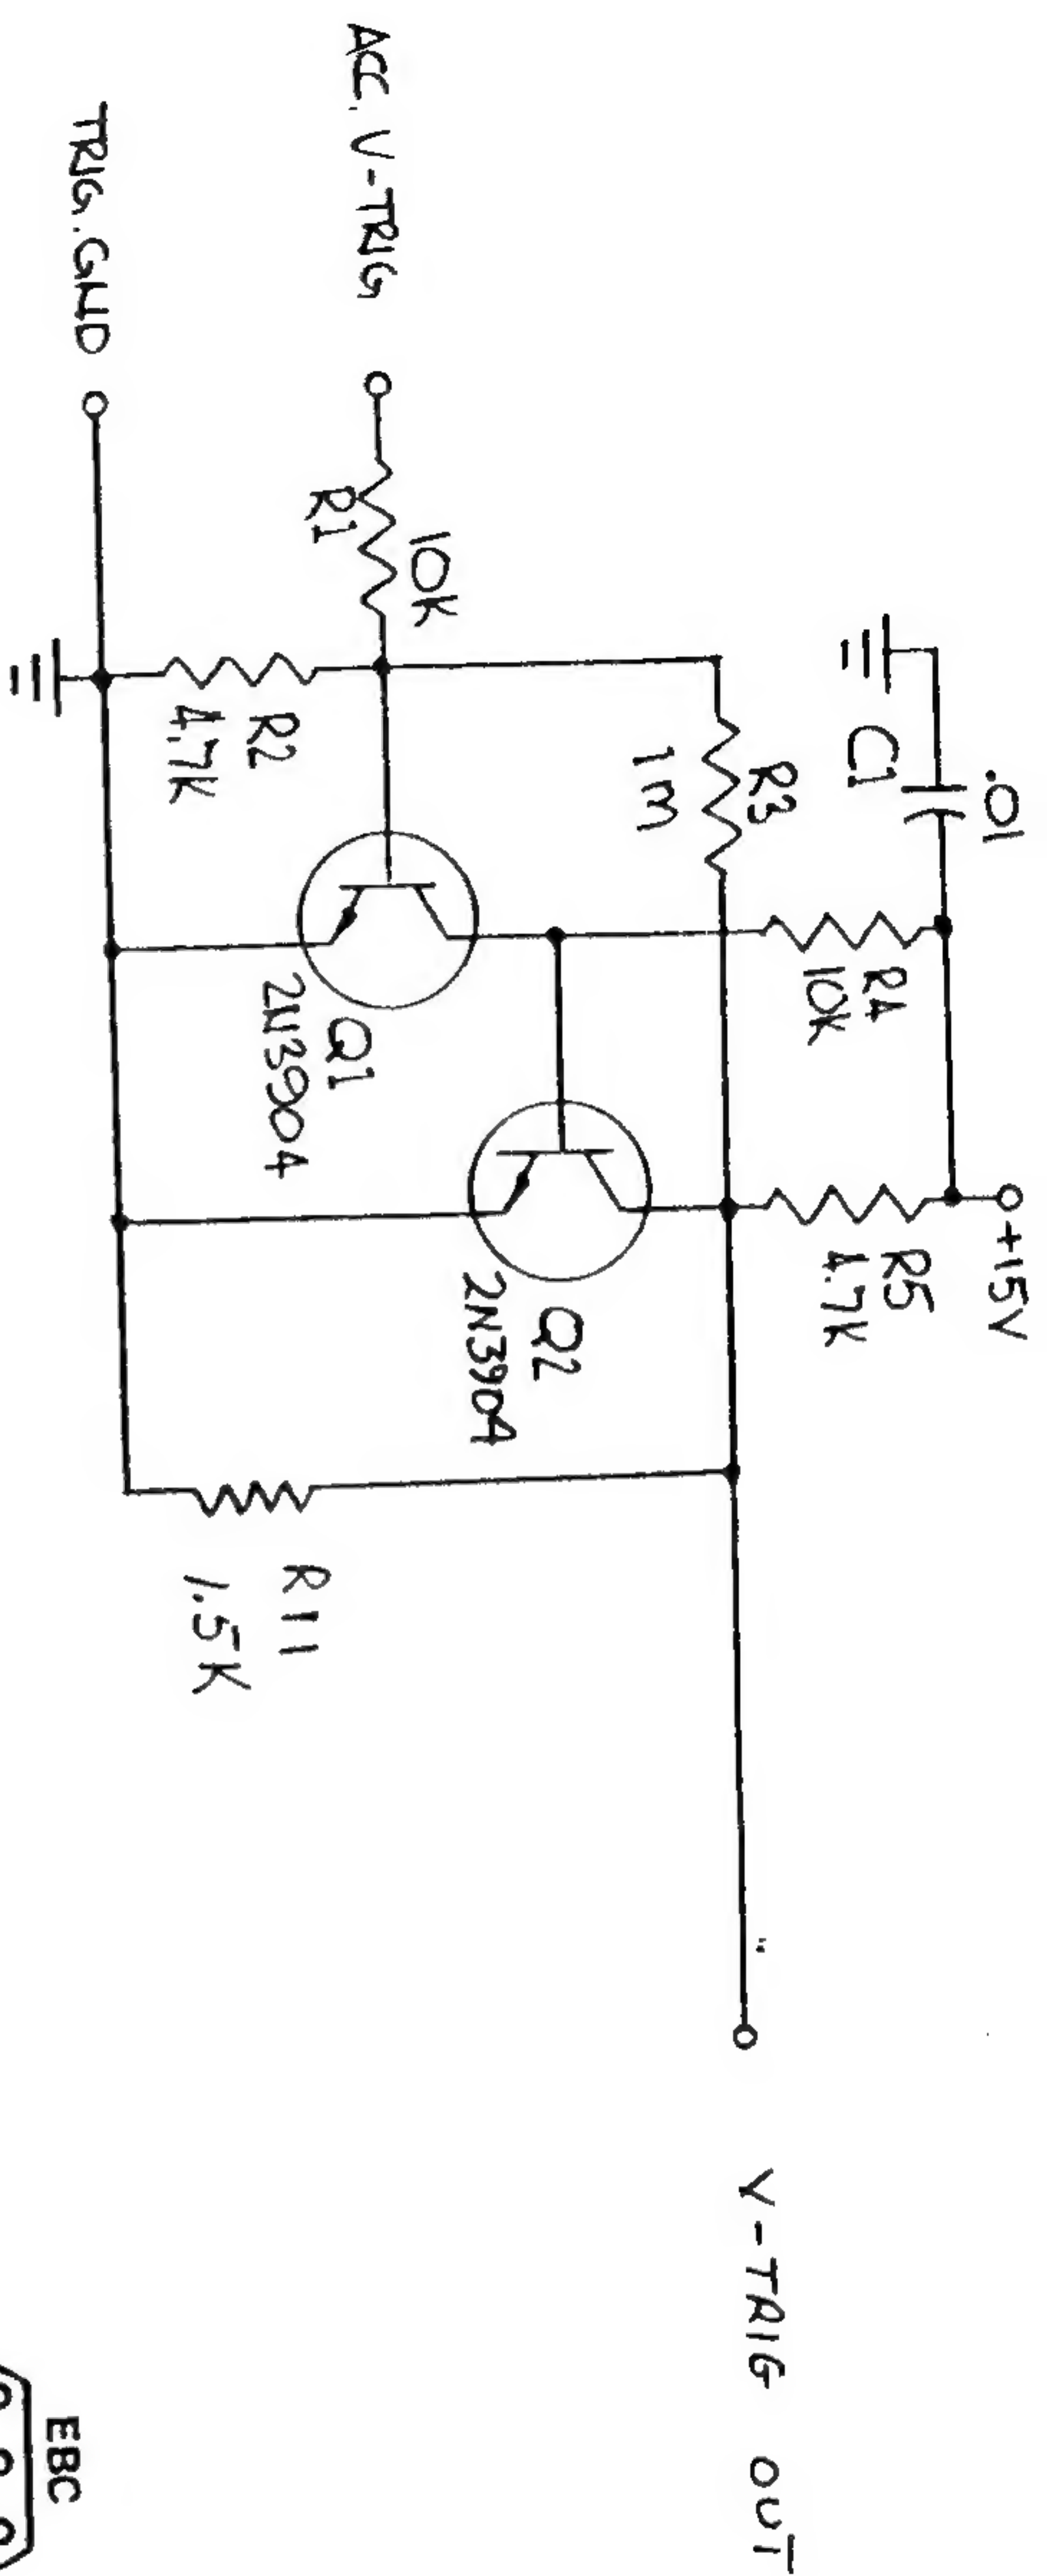 +15V
.01
C1
R4
10K
R5
4.7K
R3
1m
ACC. V-TRIG
10K
R1
R2
4.7K
Q1
2N3904
Q2
2N3904
R11
1.5K
V-TRIG OUT
TRIG. GND
EBC